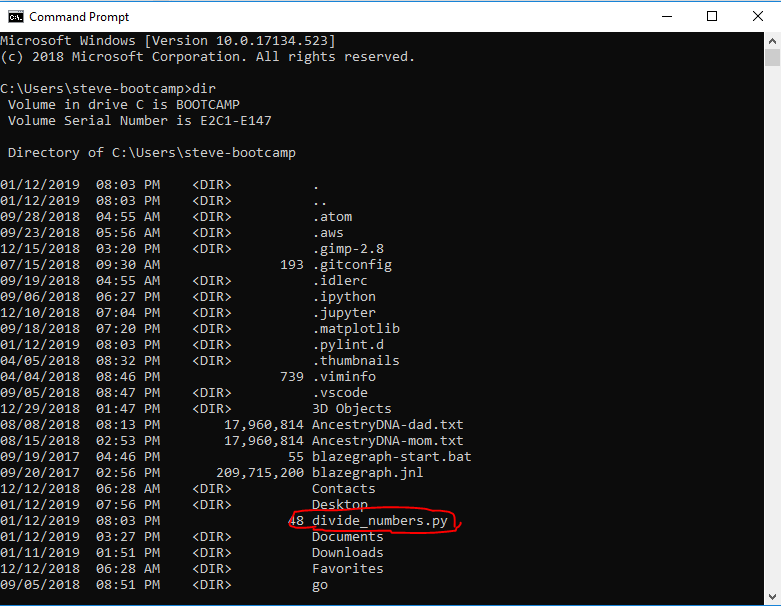 Command Prompt
Microsoft Windows [Version 10.0.17134.523]
(c) 2018 Microsoft Corporation. All rights reserved.
C:\Users\steve-bootcamp>dir
Volume in drive C is BOOTCAMP
Volume Serial Number is E2C1-E147
Directory of C:\Users\steve-bootcamp
01/12/2019  08:03 PM    <DIR>          .
01/12/2019  08:03 PM    <DIR>          ..
09/28/2018  04:55 AM    <DIR>          .atom
09/23/2018  05:56 AM    <DIR>          .aws
12/15/2018  03:20 PM    <DIR>          .gimp-2.8
07/15/2018  09:30 AM               193 .gitconfig
09/19/2018  04:55 AM    <DIR>          .idlerc
09/06/2018  06:27 PM    <DIR>          .ipython
12/10/2018  07:04 PM    <DIR>          .jupyter
09/18/2018  07:20 PM    <DIR>          .matplotlib
01/12/2019  08:03 PM    <DIR>          .pylint.d
04/05/2018  08:32 PM    <DIR>          .thumbnails
04/04/2018  08:46 PM               739 .viminfo
09/05/2018  08:47 PM    <DIR>          .vscode
12/29/2018  01:47 PM    <DIR>          3D Objects
08/08/2018  08:13 PM        17,960,814 AncestryDNA-dad.txt
08/15/2018  02:53 PM        17,960,814 AncestryDNA-mom.txt
09/19/2017  04:46 PM                55 blazegraph-start.bat
09/20/2017  02:56 PM       209,715,200 blazegraph.jnl
12/12/2018  06:28 AM    <DIR>          Contacts
01/12/2019  07:56 PM    <DIR>          Desktop
01/12/2019  08:03 PM                48 divide_numbers.py
01/12/2019  03:27 PM    <DIR>          Documents
01/11/2019  01:51 PM    <DIR>          Downloads
12/12/2018  06:28 AM    <DIR>          Favorites
09/05/2018  08:51 PM    <DIR>          go